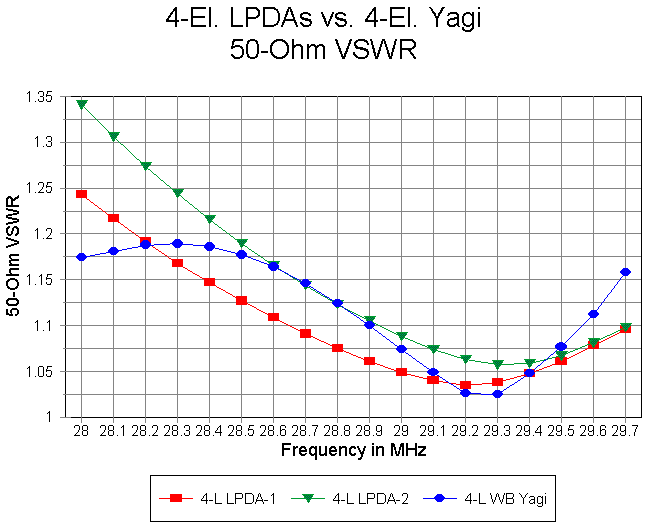 4-El. LPDAs vs. 4-El. Yagi
50-Ohm VSWR
1.35
1.3
1.25
1.2
1.15
1.1
1.05
1
50-Ohm VSWR
28 28.1 28.2 28.3 28.4 28.5 28.6 28.7 28.8 28.9 29 29.1 29.2 29.3 29.4 29.5 29.6 29.7
Frequency in MHz
4-L LPDA-1 4-L LPDA-2 4-L WB Yagi